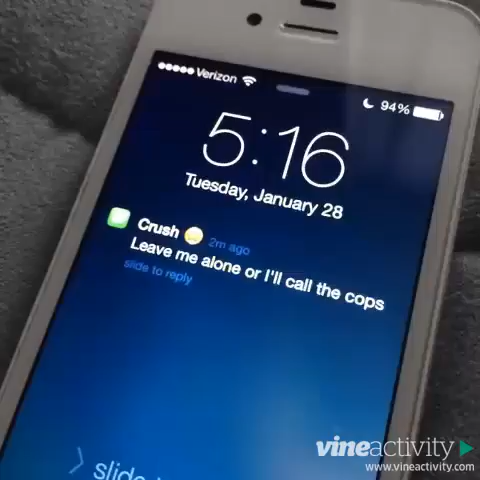 Verizon 94%
5:16
Tuesday, January 28
Crush 2m ago
Leave me alone or I'll call the cops
slide to reply
slide
vineactivity
www.vineactivity.com